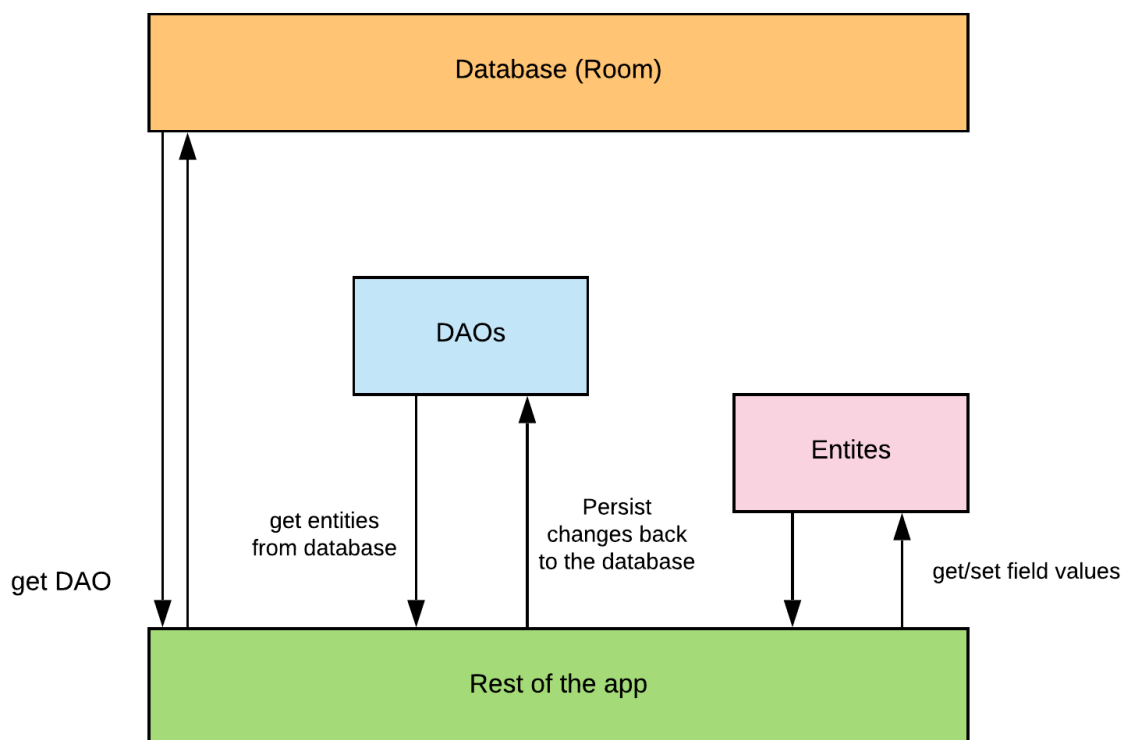 Database (Room)
DAOs
Entites
get entities
from database
Persist
changes back
to the database
get DAO
get/set field values
Rest of the app